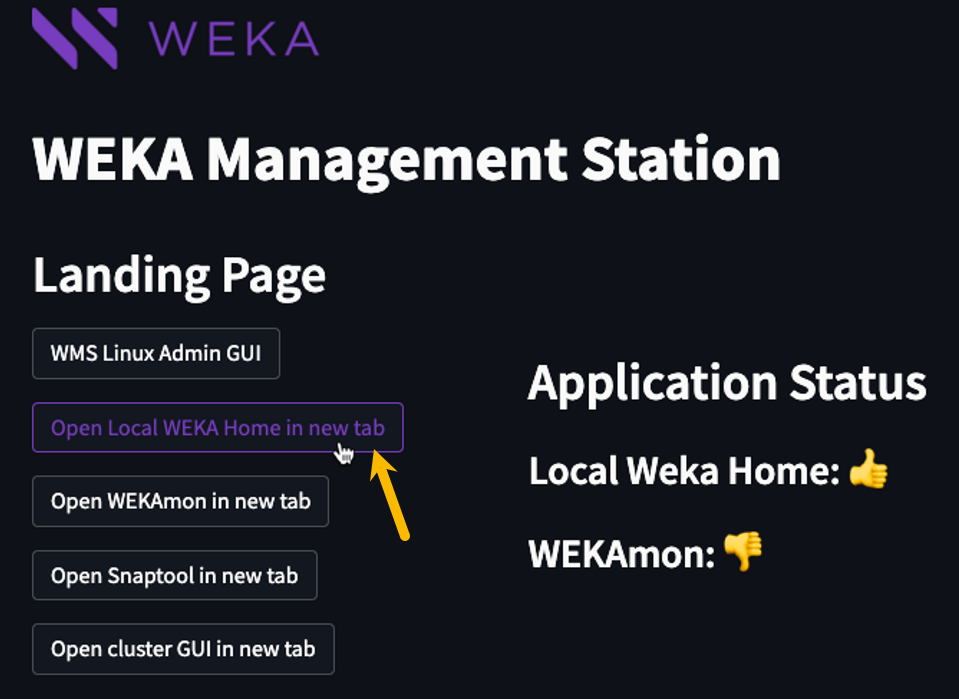 WEKA
WEKA Management Station
Landing Page
WMS Linux Admin GUI
Open Local WEKA Home in new tab
Open WEKAmon in new tab
Open Snaptool in new tab
Open cluster GUI in new tab
Application Status
Local Weka Home: 👍
WEKAmon: 👎